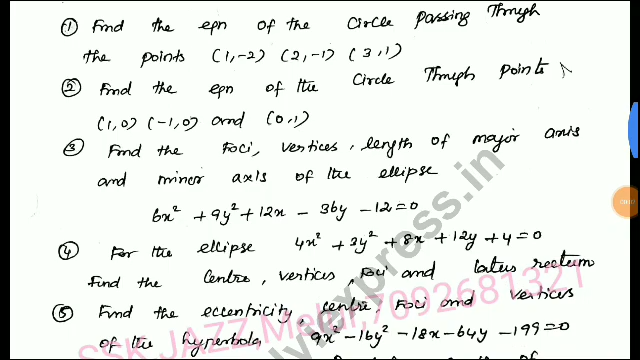 ① Find the eqn of the circle passing through
the points (1,-2) (2,-1) (3,1)
② Find the eqn of the circle through points
(1,0) (-1,0) and (0,1)
③ Find the foci, vertices, length of major axis
and minor axis of the ellipse
6x² + 9y² + 12x - 36y - 12 = 0
④ For the ellipse 4x² + 3y² + 8x + 12y + 4 = 0
find the centre, vertices, foci and latus rectum
⑤ Find the eccentricity, centre, foci and vertices
of the hyperbola 9x² - 16y² - 18x - 64y - 199 = 0
SSK JAZZ, 7092681321